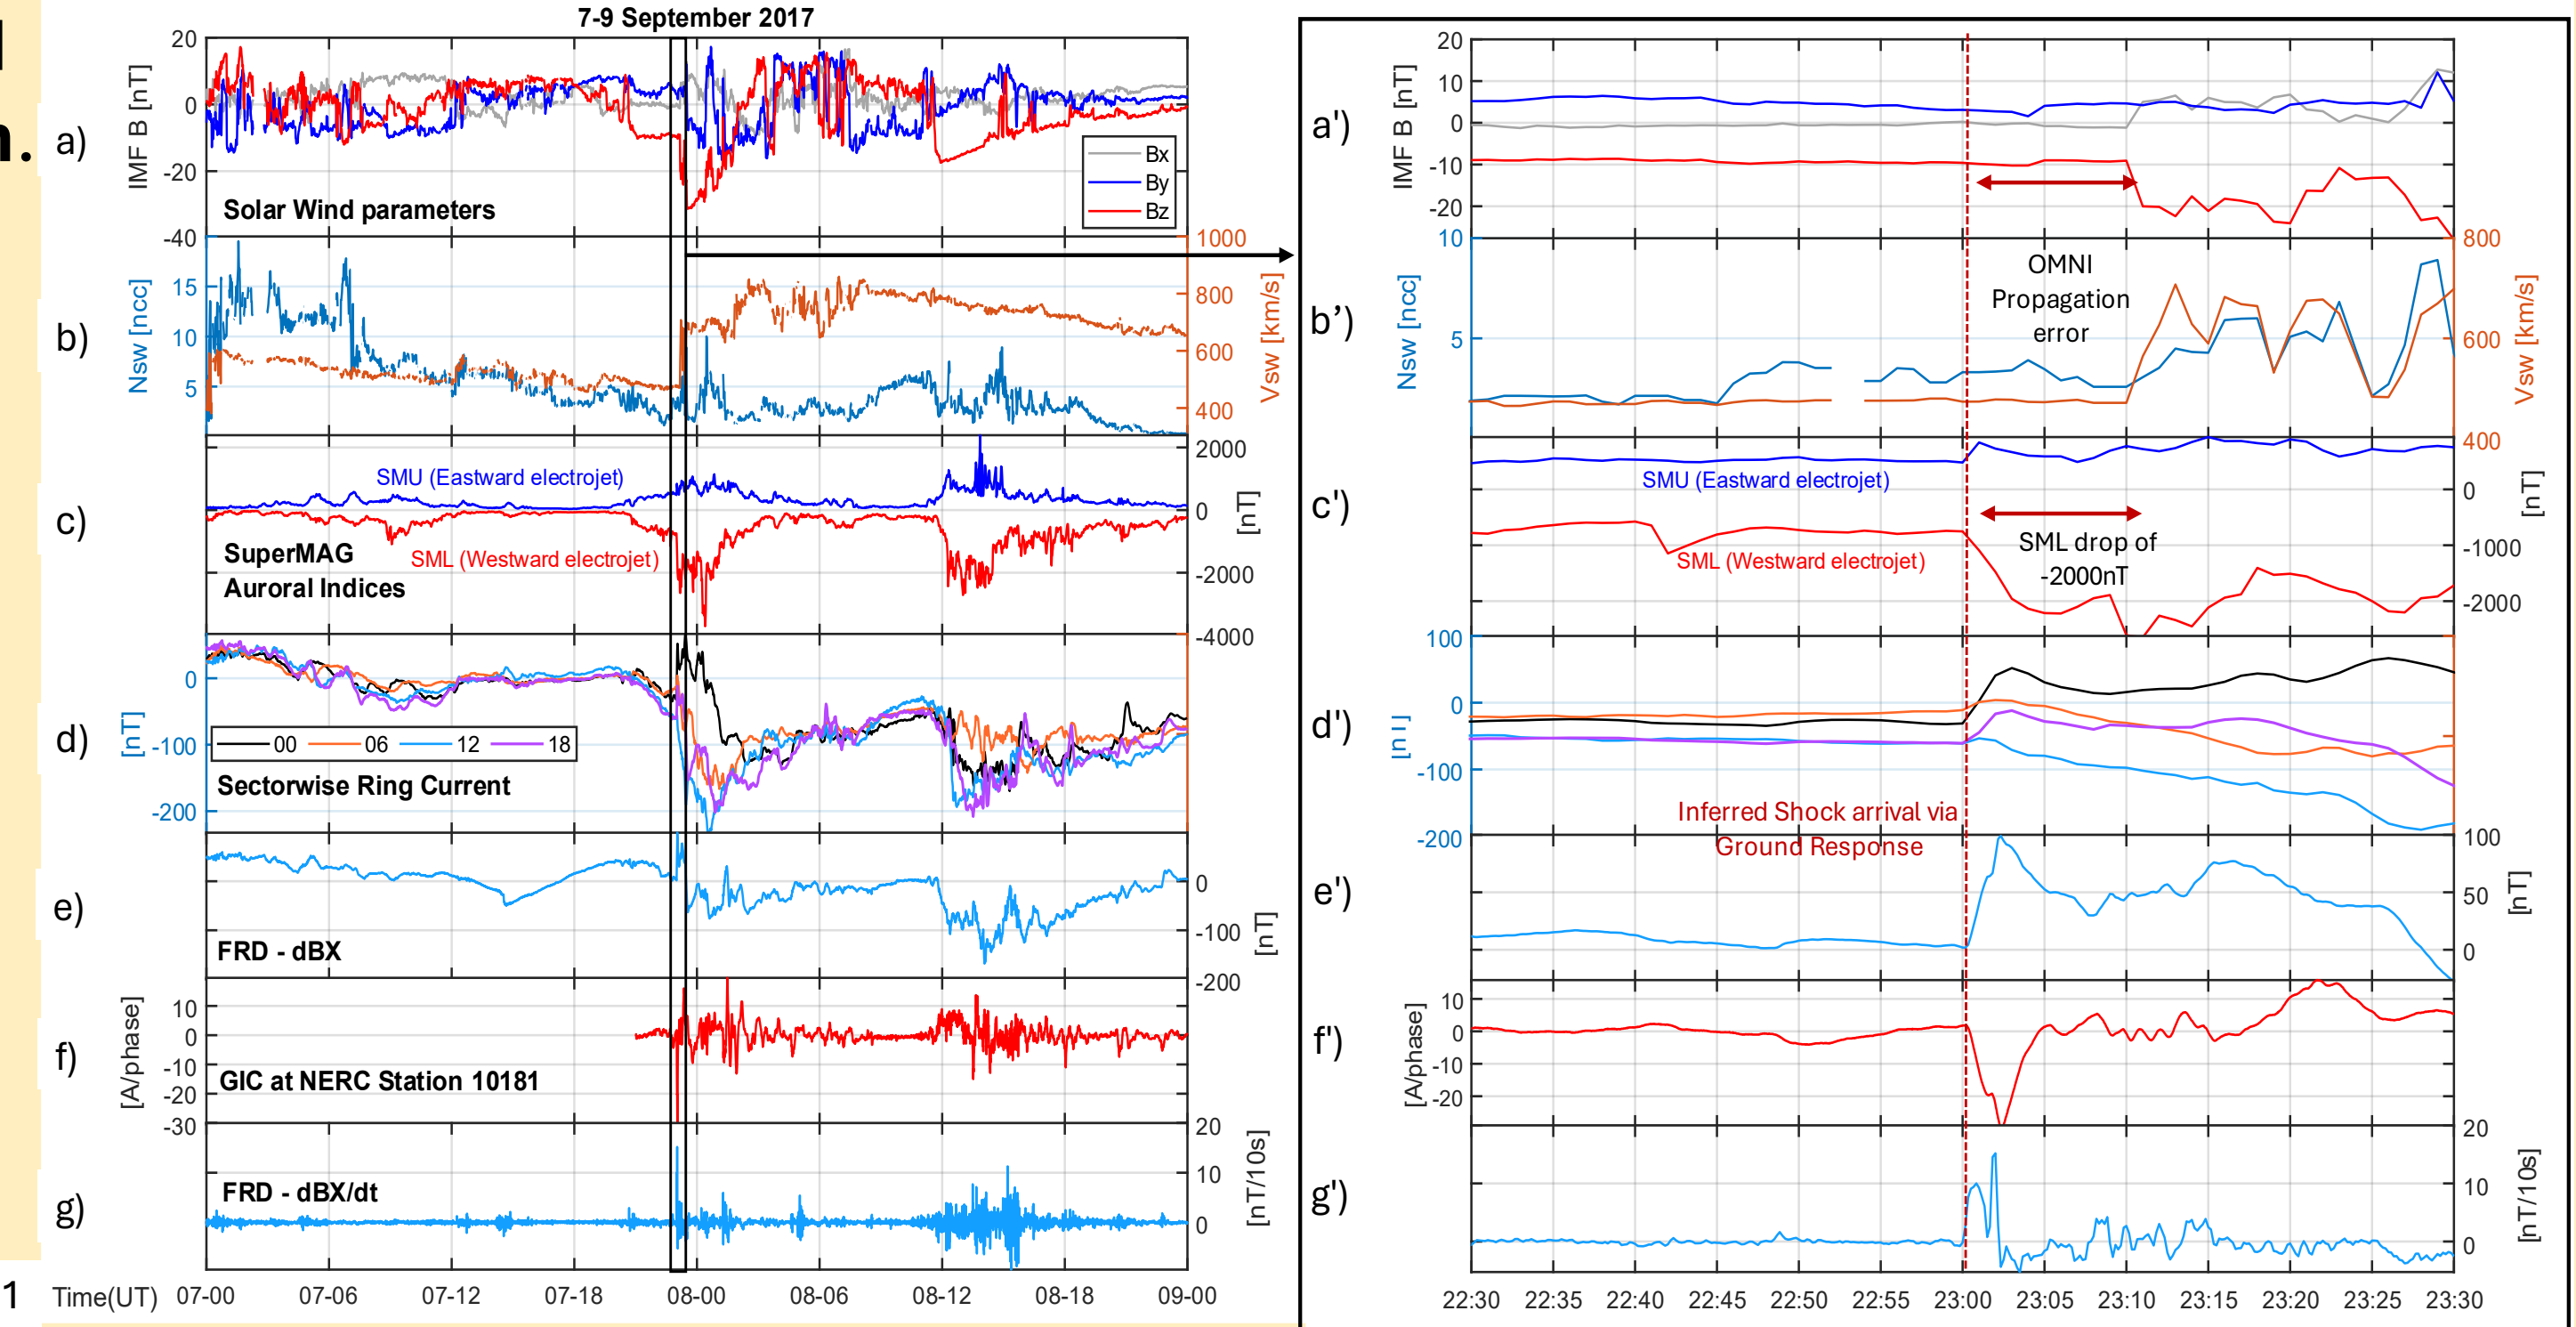 7-9 September 2017
n.
a)
IMF B [nT]
20
0
-20
-40
Solar Wind parameters
Bx
By
Bz
b)
Nsw [ncc]
15
10
5
1000
800
600
400
Vsw [km/s]
c)
SMU (Eastward electrojet)
SuperMAG
Auroral Indices
SML (Westward electrojet)
2000
0
-2000
-4000
[nT]
d)
[nT]
0
-100
-200
00
06
12
18
Sectorwise Ring Current
e)
FRD - dBX
0
-100
-200
[nT]
f)
[A/phase]
10
0
-10
-20
-30
GIC at NERC Station 10181
g)
FRD - dBX/dt
20
10
0
[nT/10s]
1
Time(UT)
07-00
07-06
07-12
07-18
08-00
08-06
08-12
08-18
09-00
a')
IMF B [nT]
20
10
0
-10
-20
b')
Nsw [ncc]
10
5
OMNI
Propagation
error
800
600
400
Vsw [km/s]
c')
SMU (Eastward electrojet)
SML (Westward electrojet)
SML drop of
-2000nT
0
-1000
-2000
[nT]
d')
100
0
-100
-200
Inferred Shock arrival via
Ground Response
e')
100
50
0
[nT]
f')
[A/phase]
10
0
-10
-20
g')
20
10
0
[nT/10s]
22:30
22:35
22:40
22:45
22:50
22:55
23:00
23:05
23:10
23:15
23:20
23:25
23:30